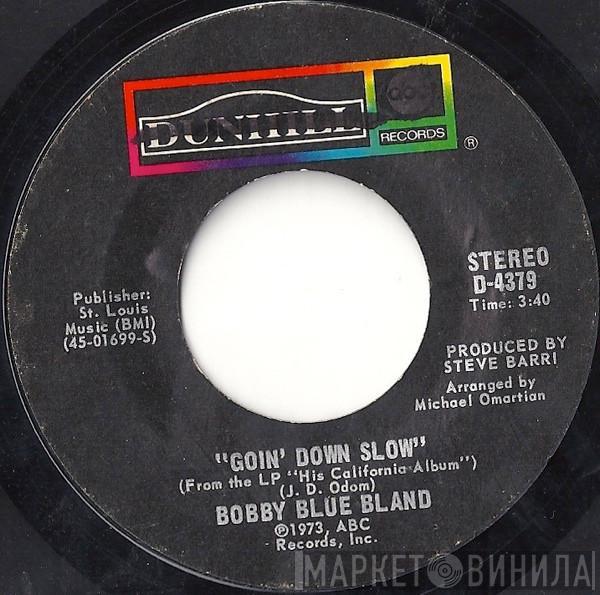 DUNHILL
abc
RECORDS
®
STEREO
D-4379
Time: 3:40
Publisher:
St. Louis
Music (BMI)
(45-01699-S)
PRODUCED BY
STEVE BARRI
Arranged by
Michael Omartian
"GOIN' DOWN SLOW"
(From the LP "His California Album")
(J. D. Odom)
BOBBY BLUE BLAND
℗1973, ABC
Records, Inc.
МАРКЕТ ВИНИЛА